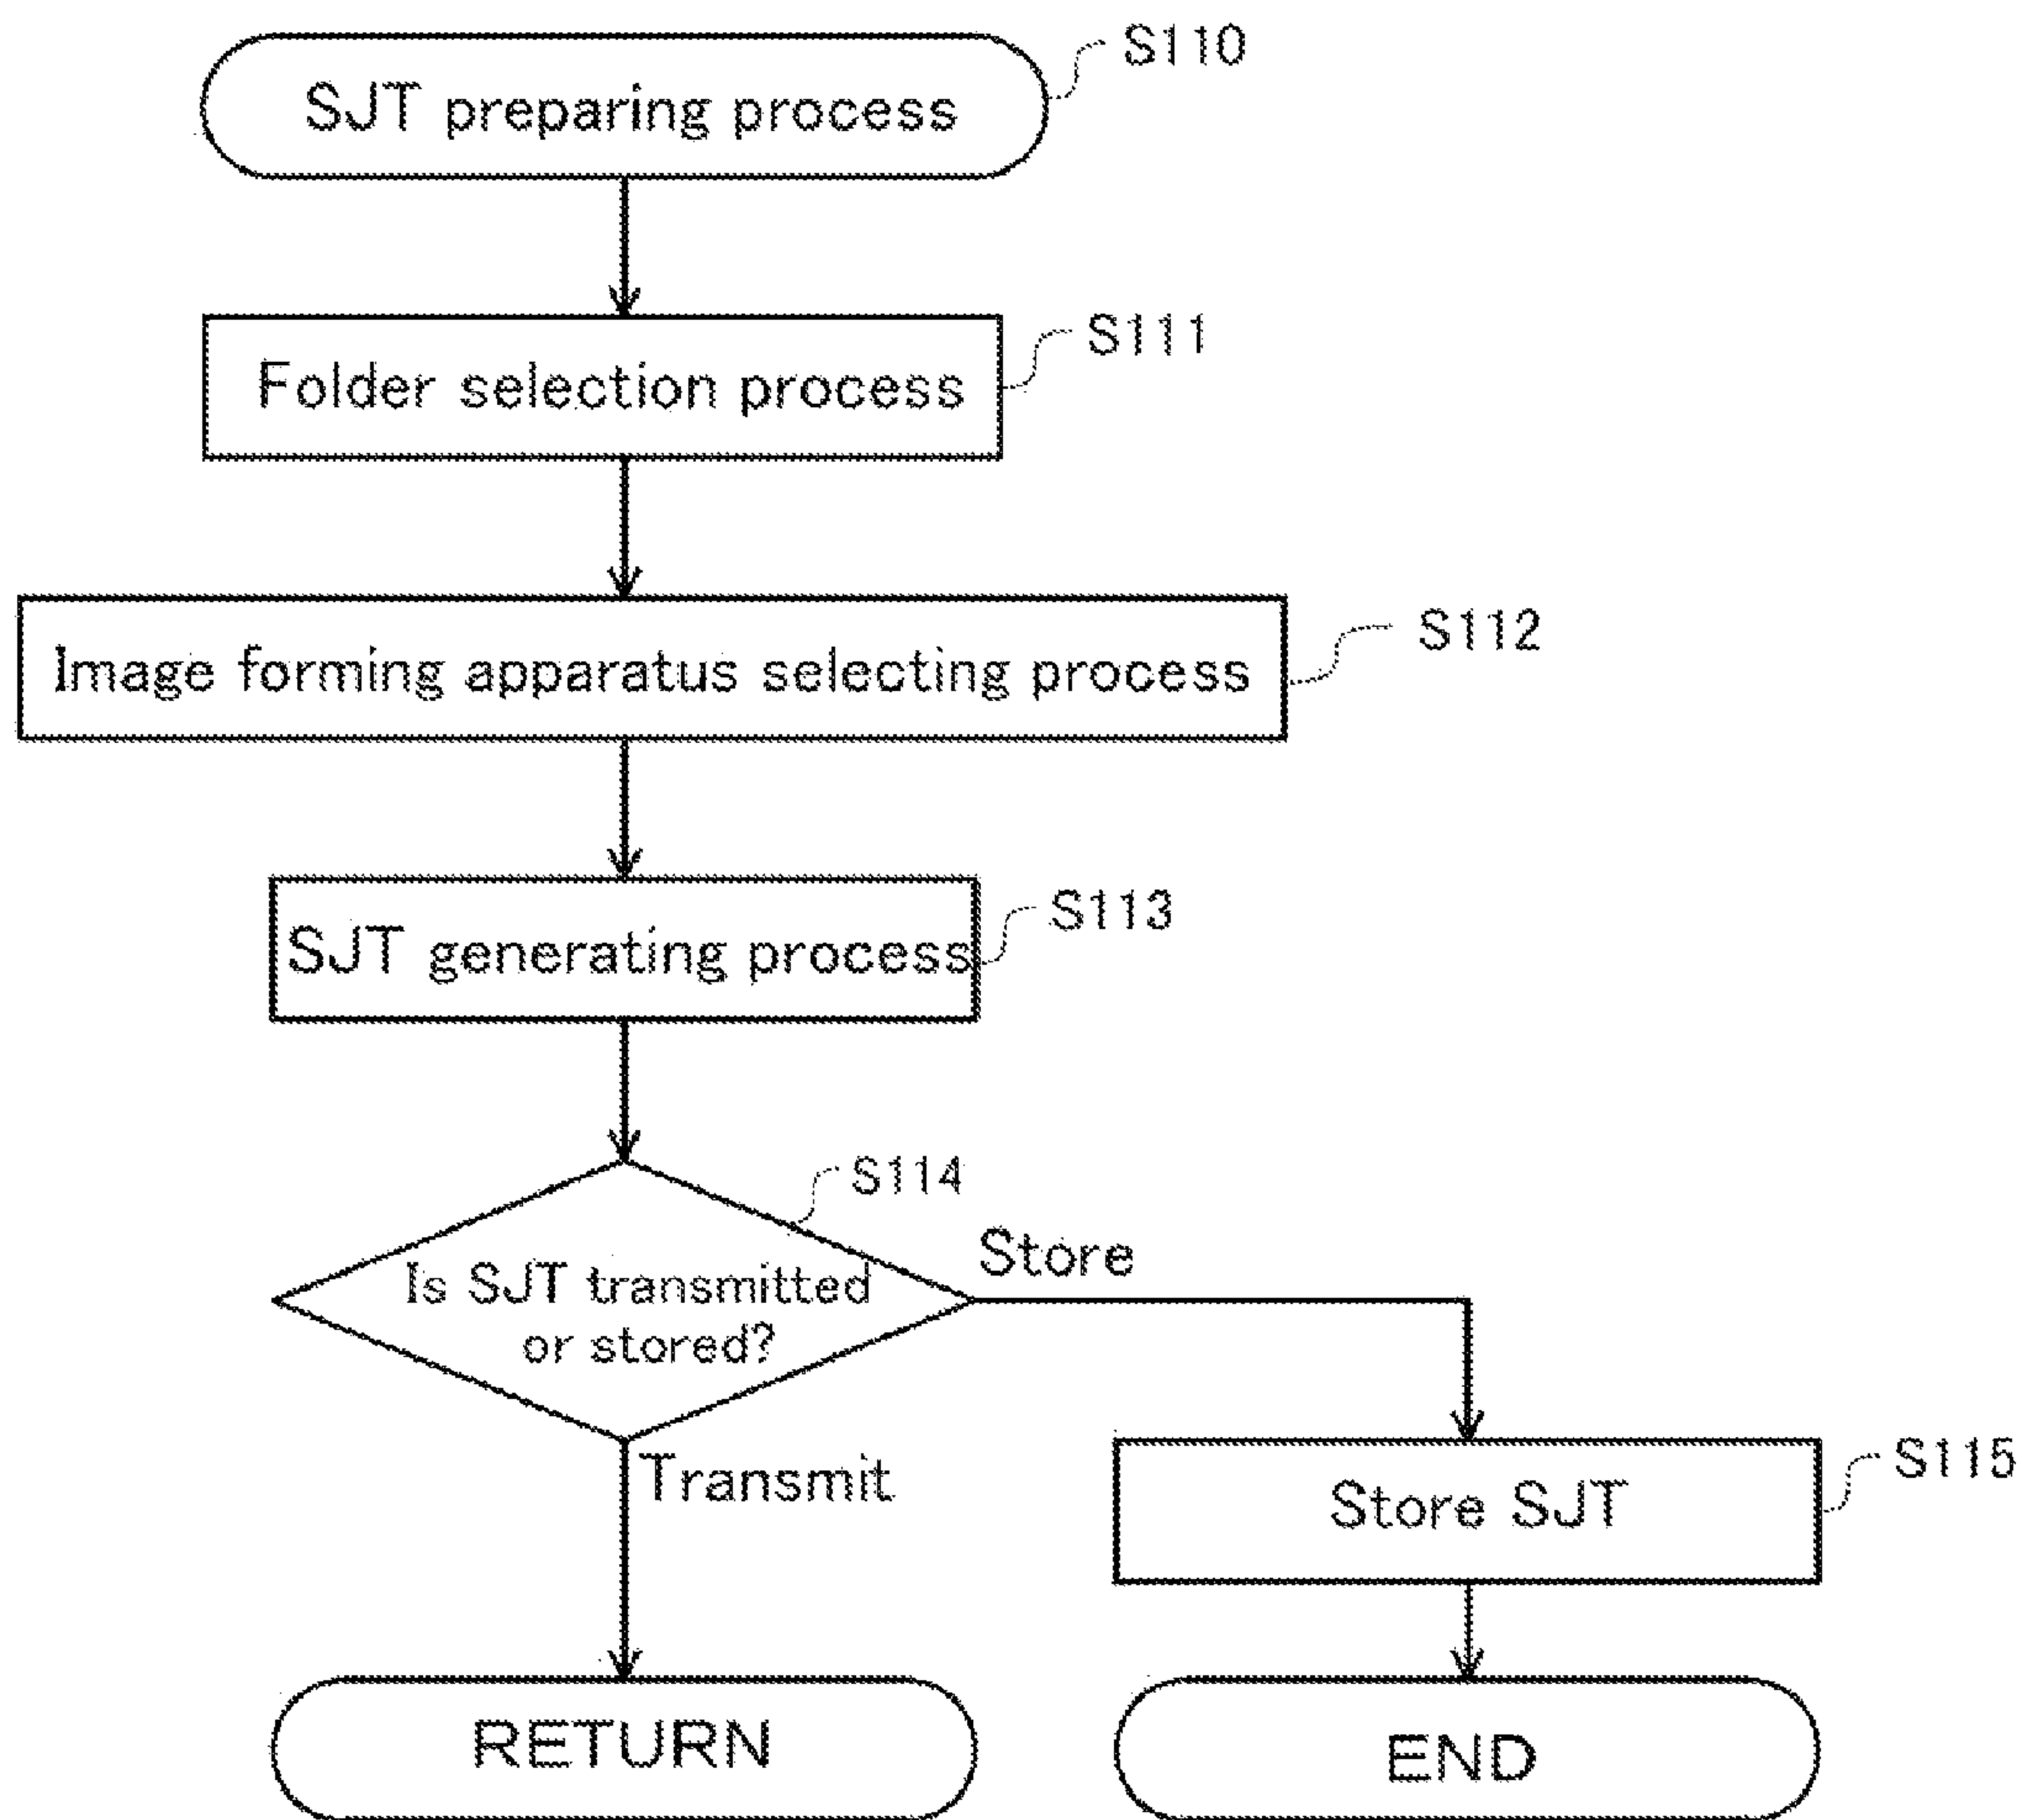 S110
SJT preparing process
S111
Folder selection process
S112
Image forming apparatus selecting process
S113
SJT generating process
S114
Is SJT transmitted
or stored?
Store
Transmit
S115
Store SJT
RETURN
END